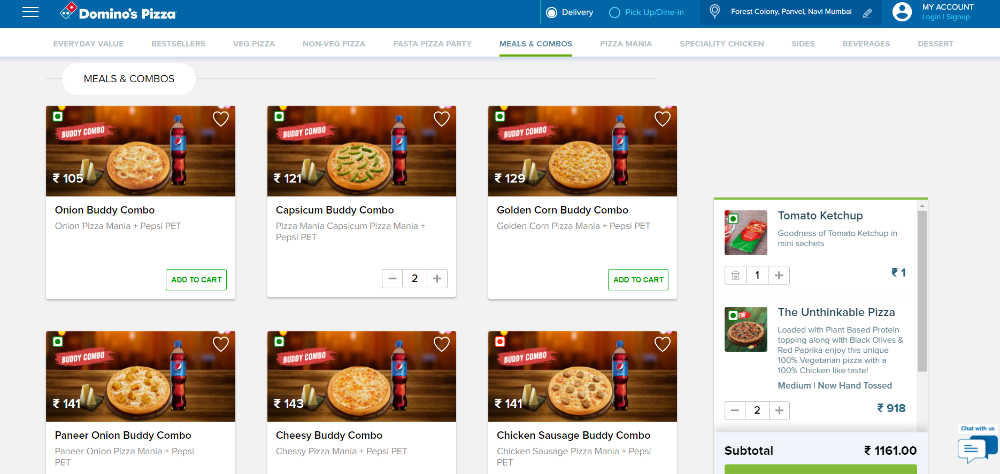 Domino's Pizza
Delivery
Pick Up/Dine-in
Forest Colony, Panvel, Navi Mumbai
MY ACCOUNT
Login | Signup
EVERYDAY VALUE
BESTSELLERS
VEG PIZZA
NON-VEG PIZZA
PASTA PIZZA PARTY
MEALS & COMBOS
PIZZA MANIA
SPECIALITY CHICKEN
SIDES
BEVERAGES
DESSERT
MEALS & COMBOS
BUDDY COMBO
₹ 105
Onion Buddy Combo
Onion Pizza Mania + Pepsi PET
ADD TO CART
BUDDY COMBO
₹ 121
Capsicum Buddy Combo
Pizza Mania Capsicum Pizza Mania +
Pepsi PET
2
BUDDY COMBO
₹ 129
Golden Corn Buddy Combo
Golden Corn Pizza Mania + Pepsi PET
ADD TO CART
BUDDY COMBO
₹ 141
Paneer Onion Buddy Combo
Paneer Onion Pizza Mania + Pepsi
PET
BUDDY COMBO
₹ 143
Cheesy Buddy Combo
Chessy Pizza Mania + Pepsi PET
BUDDY COMBO
₹ 141
Chicken Sausage Buddy Combo
Chicken Sausage Pizza Mania + Pepsi
PET
Tomato Ketchup
Goodness of Tomato Ketchup in
mini sachets
1
₹ 1
The Unthinkable Pizza
Loaded with Plant Based Protein
topping along with Black Olives &
Red Paprika enjoy this unique
100% Vegetarian pizza with a
100% Chicken like taste!
Medium | New Hand Tossed
2
₹ 918
Subtotal
₹ 1161.00
Chat with us